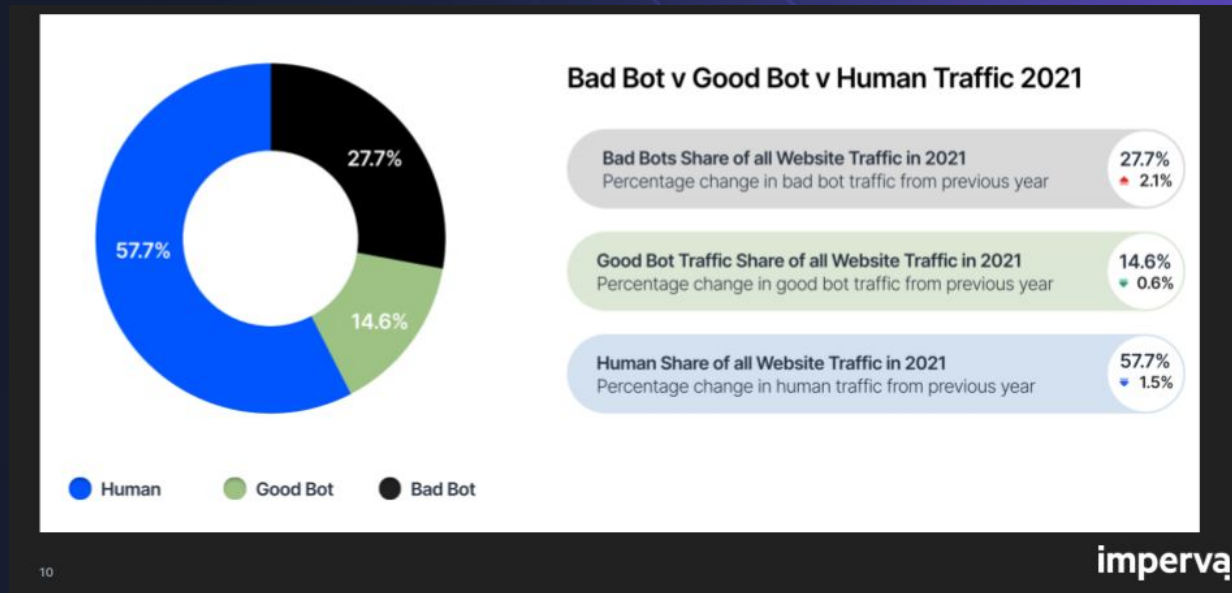 Bad Bot v Good Bot v Human Traffic 2021
27.7%
57.7%
14.6%
Bad Bots Share of all Website Traffic in 2021
Percentage change in bad bot traffic from previous year
27.7%
2.1%
Good Bot Traffic Share of all Website Traffic in 2021
Percentage change in good bot traffic from previous year
14.6%
0.6%
Human Share of all Website Traffic in 2021
Percentage change in human traffic from previous year
57.7%
1.5%
Human
Good Bot
Bad Bot
10
imperva